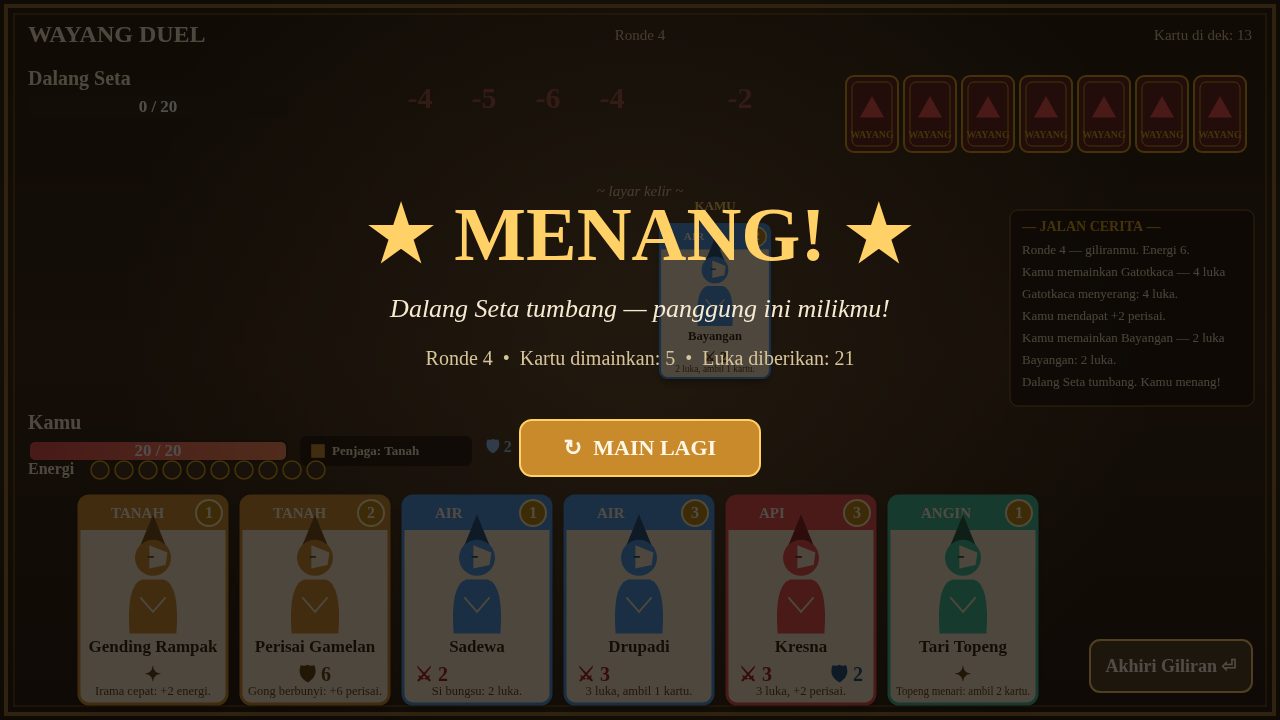 WAYANG DUEL
Ronde 4
Kartu di dek: 13
Dalang Seta
0 / 20
-4 -5 -6 -4 -2
WAYANG WAYANG WAYANG WAYANG WAYANG WAYANG WAYANG
~ layar kelir ~
KAMU
AIR
★ MENANG! ★
Dalang Seta tumbang — panggung ini milikmu!
Bayangan
Ronde 4 • Kartu dimainkan: 5 • Luka diberikan: 21
2 luka, ambil 1 kartu.
— JALAN CERITA —
Ronde 4 — giliranmu. Energi 6.
Kamu memainkan Gatotkaca — 4 luka
Gatotkaca menyerang: 4 luka.
Kamu mendapat +2 perisai.
Kamu memainkan Bayangan — 2 luka
Bayangan: 2 luka.
Dalang Seta tumbang. Kamu menang!
Kamu
20 / 20
Penjaga: Tanah
2
Energi
↻ MAIN LAGI
TANAH 1
Gending Rampak
Irama cepat: +2 energi.
TANAH 2
Perisai Gamelan
6
Gong berbunyi: +6 perisai.
AIR 1
Sadewa
2
Si bungsu: 2 luka.
AIR 3
Drupadi
3
3 luka, ambil 1 kartu.
API 3
Kresna
3 2
3 luka, +2 perisai.
ANGIN 1
Tari Topeng
Topeng menari: ambil 2 kartu.
Akhiri Giliran ⏎